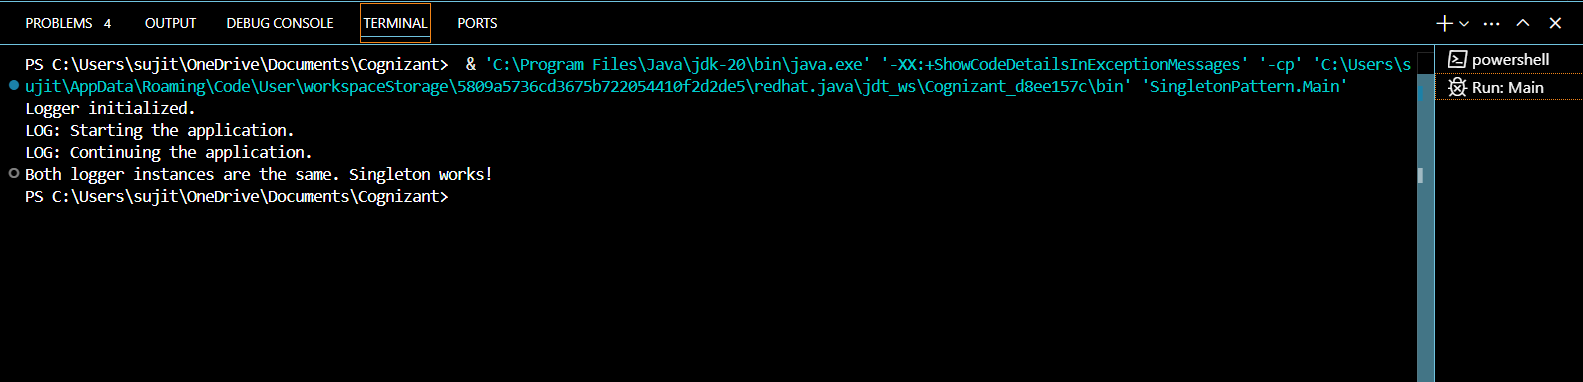 PROBLEMS 4 OUTPUT DEBUG CONSOLE TERMINAL PORTS
PS C:\Users\sujit\OneDrive\Documents\Cognizant>  & 'C:\Program Files\Java\jdk-20\bin\java.exe' '-XX:+ShowCodeDetailsInExceptionMessages' '-cp' 'C:\Users\s
ujit\AppData\Roaming\Code\User\workspaceStorage\5809a5736cd3675b722054410f2d2de5\redhat.java\jdt_ws\Cognizant_d8ee157c\bin' 'SingletonPattern.Main'
Logger initialized.
LOG: Starting the application.
LOG: Continuing the application.
Both logger instances are the same. Singleton works!
PS C:\Users\sujit\OneDrive\Documents\Cognizant>
powershell
Run: Main